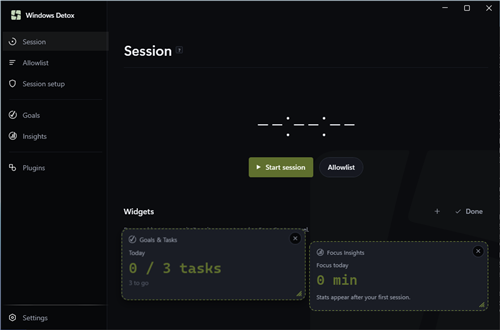 Windows Detox
Session
Allowlist
Session setup
Goals
Insights
Plugins
Settings
Session ?
--:--:--
Start session
Allowlist
Widgets
+
Done
Goals & Tasks
Today
0 / 3 tasks
3 to go
Focus Insights
Focus today
0 min
Stats appear after your first session.